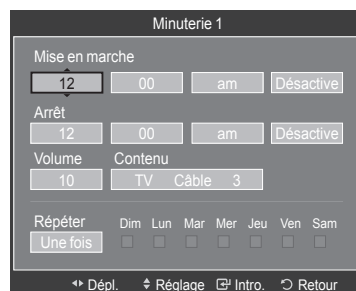 Minuterie 1
Mise en marche
12 00 am Désactive
Arrêt
12 00 am Désactive
Volume Contenu
10 TV Câble 3
Répéter Dim Lun Mar Mer Jeu Ven Sam
Une fois
Dépl. Réglage Intro. Retour